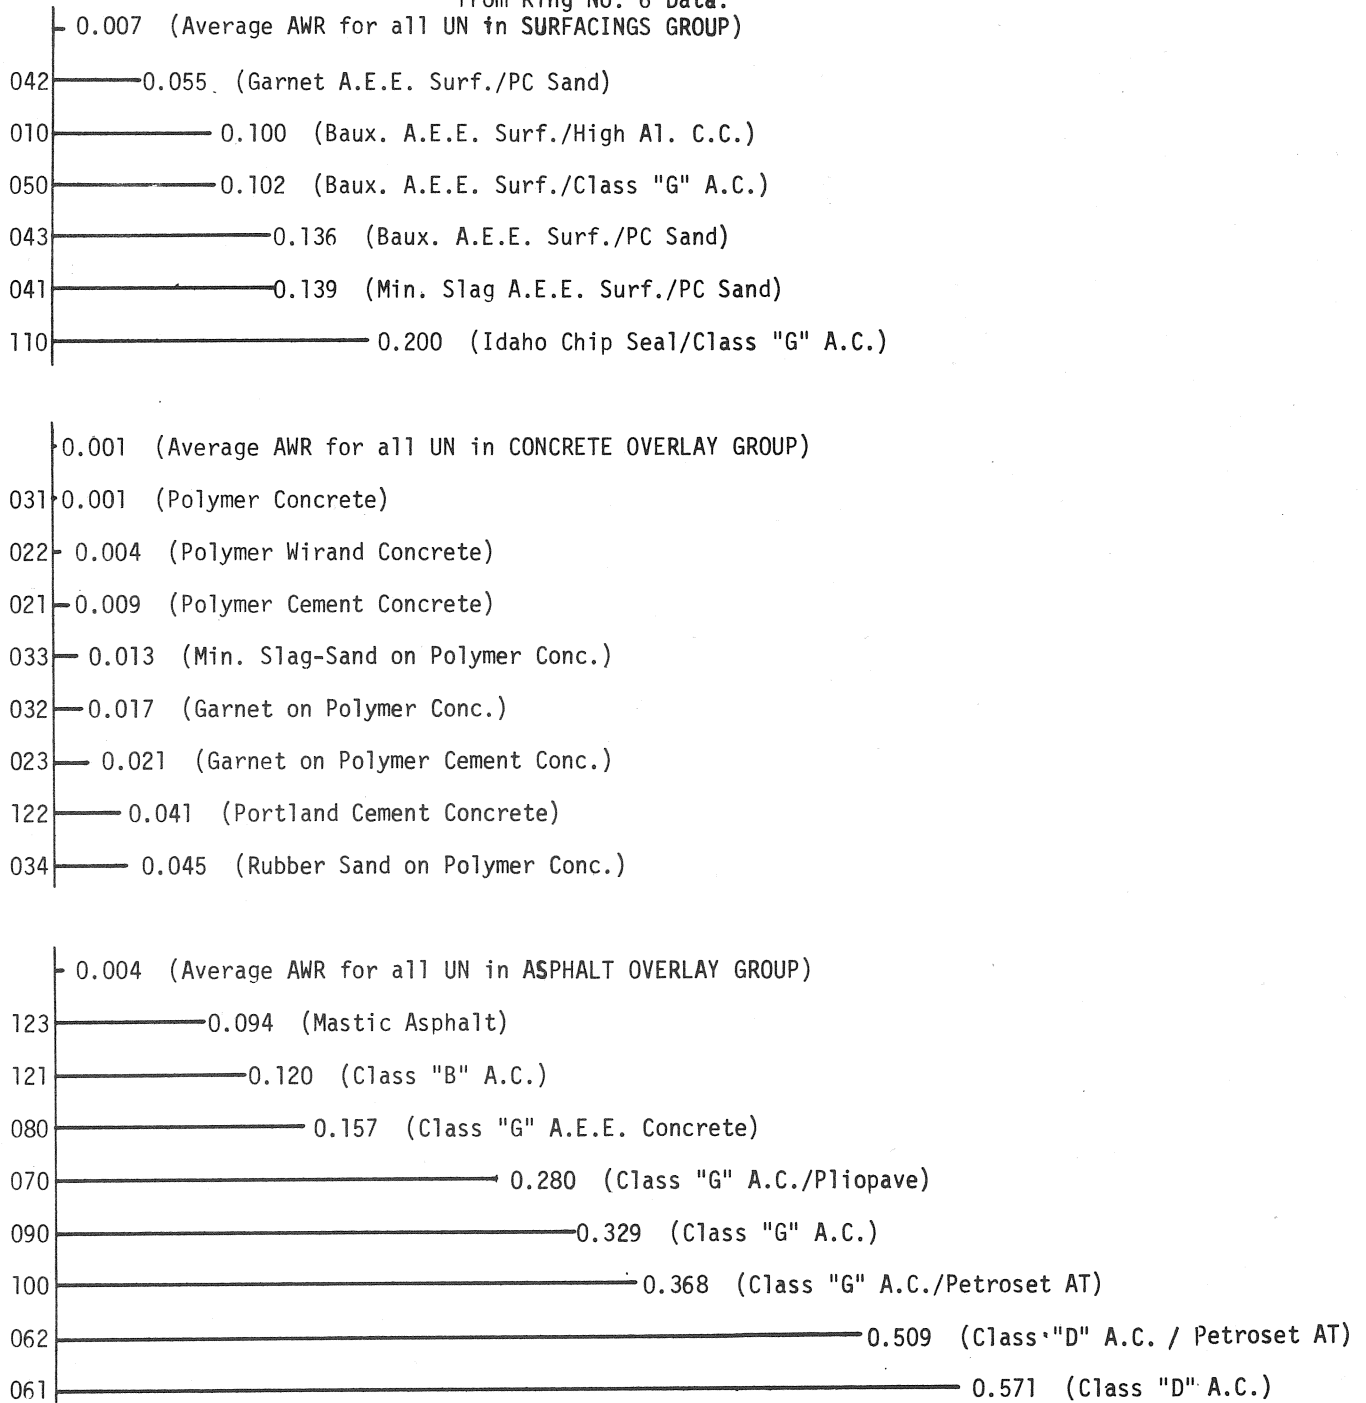 from Ring No. 6 Data.
0.007 (Average AWR for all UN in SURFACINGS GROUP)
042 0.055 (Garnet A.E.E. Surf./PC Sand)
010 0.100 (Baux. A.E.E. Surf./High Al. C.C.)
050 0.102 (Baux. A.E.E. Surf./Class "G" A.C.)
043 0.136 (Baux. A.E.E. Surf./PC Sand)
041 0.139 (Min. Slag A.E.E. Surf./PC Sand)
110 0.200 (Idaho Chip Seal/Class "G" A.C.)
0.001 (Average AWR for all UN in CONCRETE OVERLAY GROUP)
031 0.001 (Polymer Concrete)
022 0.004 (Polymer Wirand Concrete)
021 0.009 (Polymer Cement Concrete)
033 0.013 (Min. Slag-Sand on Polymer Conc.)
032 0.017 (Garnet on Polymer Conc.)
023 0.021 (Garnet on Polymer Cement Conc.)
122 0.041 (Portland Cement Concrete)
034 0.045 (Rubber Sand on Polymer Conc.)
0.004 (Average AWR for all UN in ASPHALT OVERLAY GROUP)
123 0.094 (Mastic Asphalt)
121 0.120 (Class "B" A.C.)
080 0.157 (Class "G" A.E.E. Concrete)
070 0.280 (Class "G" A.C./Pliopave)
090 0.329 (Class "G" A.C.)
100 0.368 (Class "G" A.C./Petroset AT)
062 0.509 (Class "D" A.C. / Petroset AT)
061 0.571 (Class "D" A.C.)